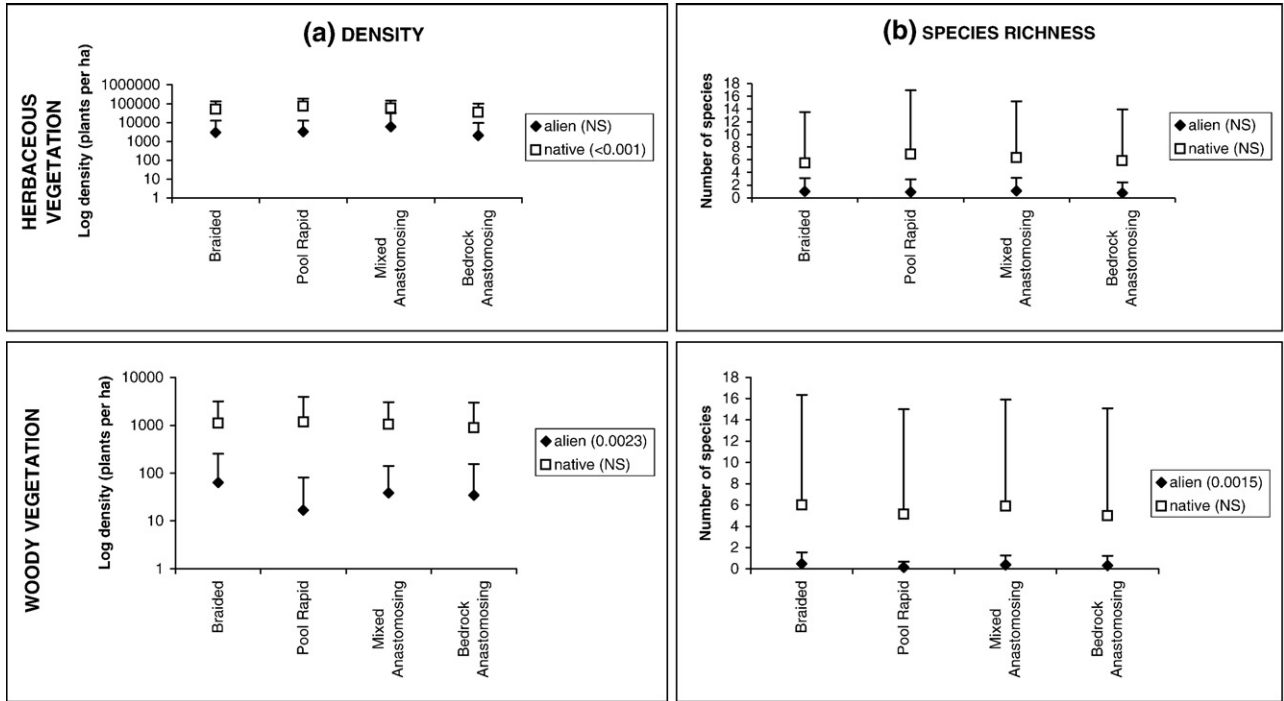 (a) DENSITY
HERBACEOUS
VEGETATION
Log density (plants per ha)
1000000
100000
10000
1000
100
10
1
Braided
Pool Rapid
Mixed
Anastomosing
Bedrock
Anastomosing
alien (NS)
native (<0.001)
(b) SPECIES RICHNESS
Number of species
18
16
14
12
10
8
6
4
2
0
Braided
Pool Rapid
Mixed
Anastomosing
Bedrock
Anastomosing
alien (NS)
native (NS)
WOODY VEGETATION
Log density (plants per ha)
10000
1000
100
10
1
Braided
Pool Rapid
Mixed
Anastomosing
Bedrock
Anastomosing
alien (0.0023)
native (NS)
Number of species
18
16
14
12
10
8
6
4
2
0
Braided
Pool Rapid
Mixed
Anastomosing
Bedrock
Anastomosing
alien (0.0015)
native (NS)